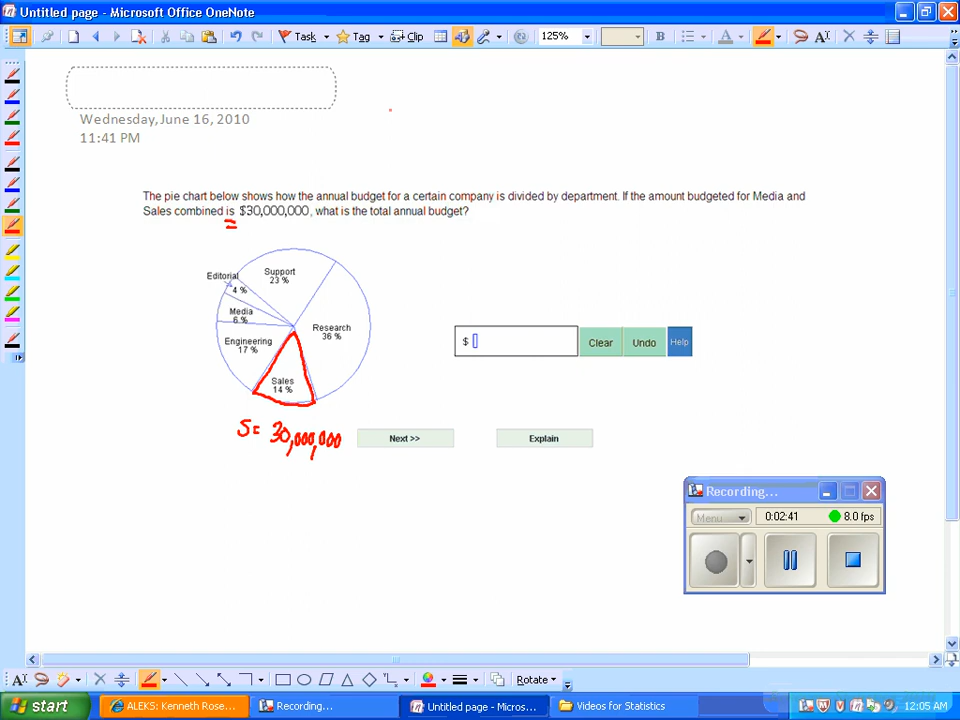 Untitled page - Microsoft Office OneNote
Task
Tag
Clip
125%
B
A
Wednesday, June 16, 2010
11:41 PM
The pie chart below shows how the annual budget for a certain company is divided by department. If the amount budgeted for Media and
Sales combined is $30,000,000, what is the total annual budget?
Support
23 %
Editorial
4 %
Media
6 %
Research
36 %
Engineering
17 %
Sales
14 %
$
Clear
Undo
Help
S= 30,000,000
Next >>
Explain
Recording...
Menu
0:02:41
8.0 fps
Rotate
start
ALEKS: Kenneth Rose...
Recording...
Untitled page - Micros...
Videos for Statistics
12:05 AM